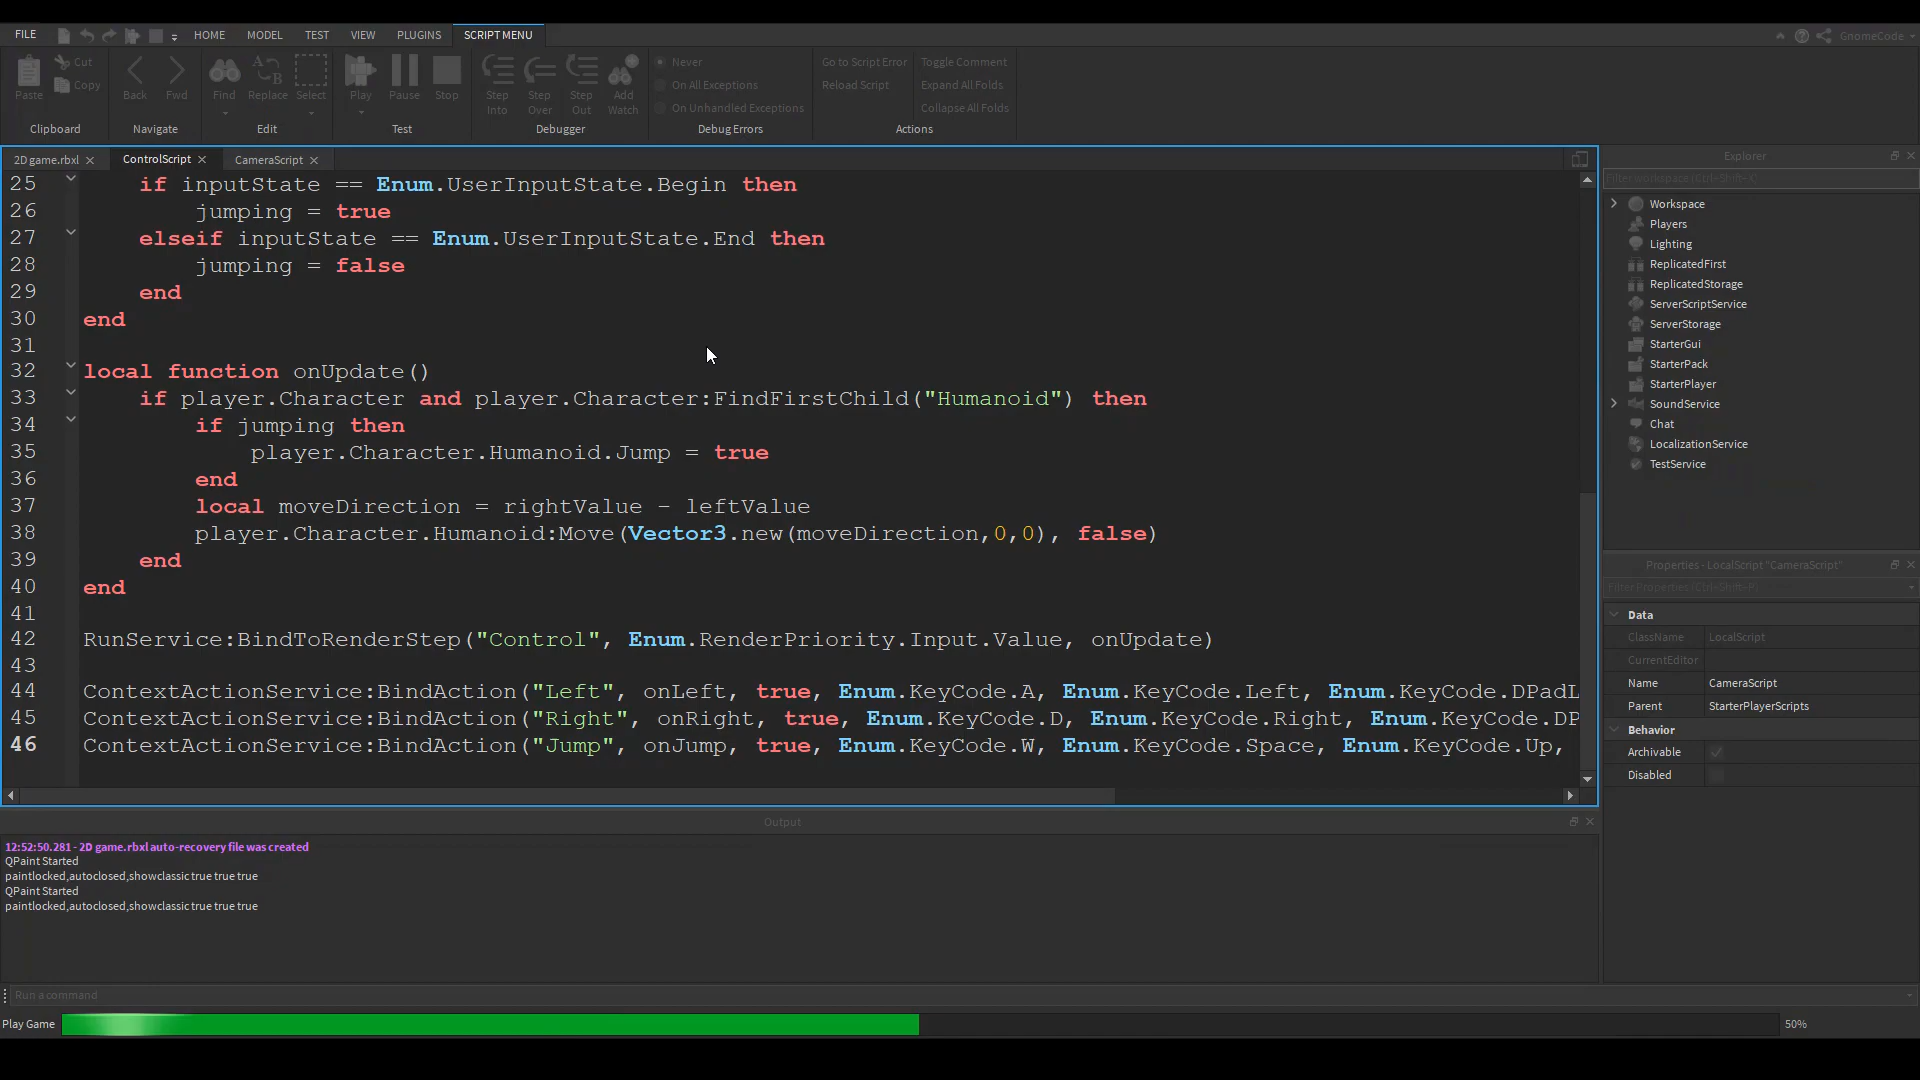 FILE HOME MODEL TEST VIEW PLUGINS SCRIPT MENU GnomeCode
Paste Cut Copy Back Fwd Find Replace Select Play Pause Stop Step Into Step Over Step Out Add Watch
Never
On All Exceptions
On Unhandled Exceptions
Go to Script Error
Reload Script
Toggle Comment
Expand All Folds
Collapse All Folds
Clipboard Navigate Edit Test Debugger Debug Errors Actions
2D game.rbxl ControlScript CameraScript
25 if inputState == Enum.UserInputState.Begin then
26 jumping = true
27 elseif inputState == Enum.UserInputState.End then
28 jumping = false
29 end
30 end
31
32 local function onUpdate()
33 if player.Character and player.Character:FindFirstChild("Humanoid") then
34 if jumping then
35 player.Character.Humanoid.Jump = true
36 end
37 local moveDirection = rightValue - leftValue
38 player.Character.Humanoid:Move(Vector3.new(moveDirection,0,0), false)
39 end
40 end
41
42 RunService:BindToRenderStep("Control", Enum.RenderPriority.Input.Value, onUpdate)
43
44 ContextActionService:BindAction("Left", onLeft, true, Enum.KeyCode.A, Enum.KeyCode.Left, Enum.KeyCode.DPadL
45 ContextActionService:BindAction("Right", onRight, true, Enum.KeyCode.D, Enum.KeyCode.Right, Enum.KeyCode.DP
46 ContextActionService:BindAction("Jump", onJump, true, Enum.KeyCode.W, Enum.KeyCode.Space, Enum.KeyCode.Up,
Explorer
Filter workspace (Ctrl+Shift+X)
Workspace
Players
Lighting
ReplicatedFirst
ReplicatedStorage
ServerScriptService
ServerStorage
StarterGui
StarterPack
StarterPlayer
SoundService
Chat
LocalizationService
TestService
Properties - LocalScript "CameraScript"
Filter Properties (Ctrl+Shift+P)
Data
ClassName LocalScript
CurrentEditor
Name CameraScript
Parent StarterPlayerScripts
Behavior
Archivable
Disabled
Output
12:52:50.281 - 2D game.rbxl auto-recovery file was created
QPaint Started
paintlocked,autoclosed,showclassic true true true
QPaint Started
paintlocked,autoclosed,showclassic true true true
Run a command
Play Game 50%